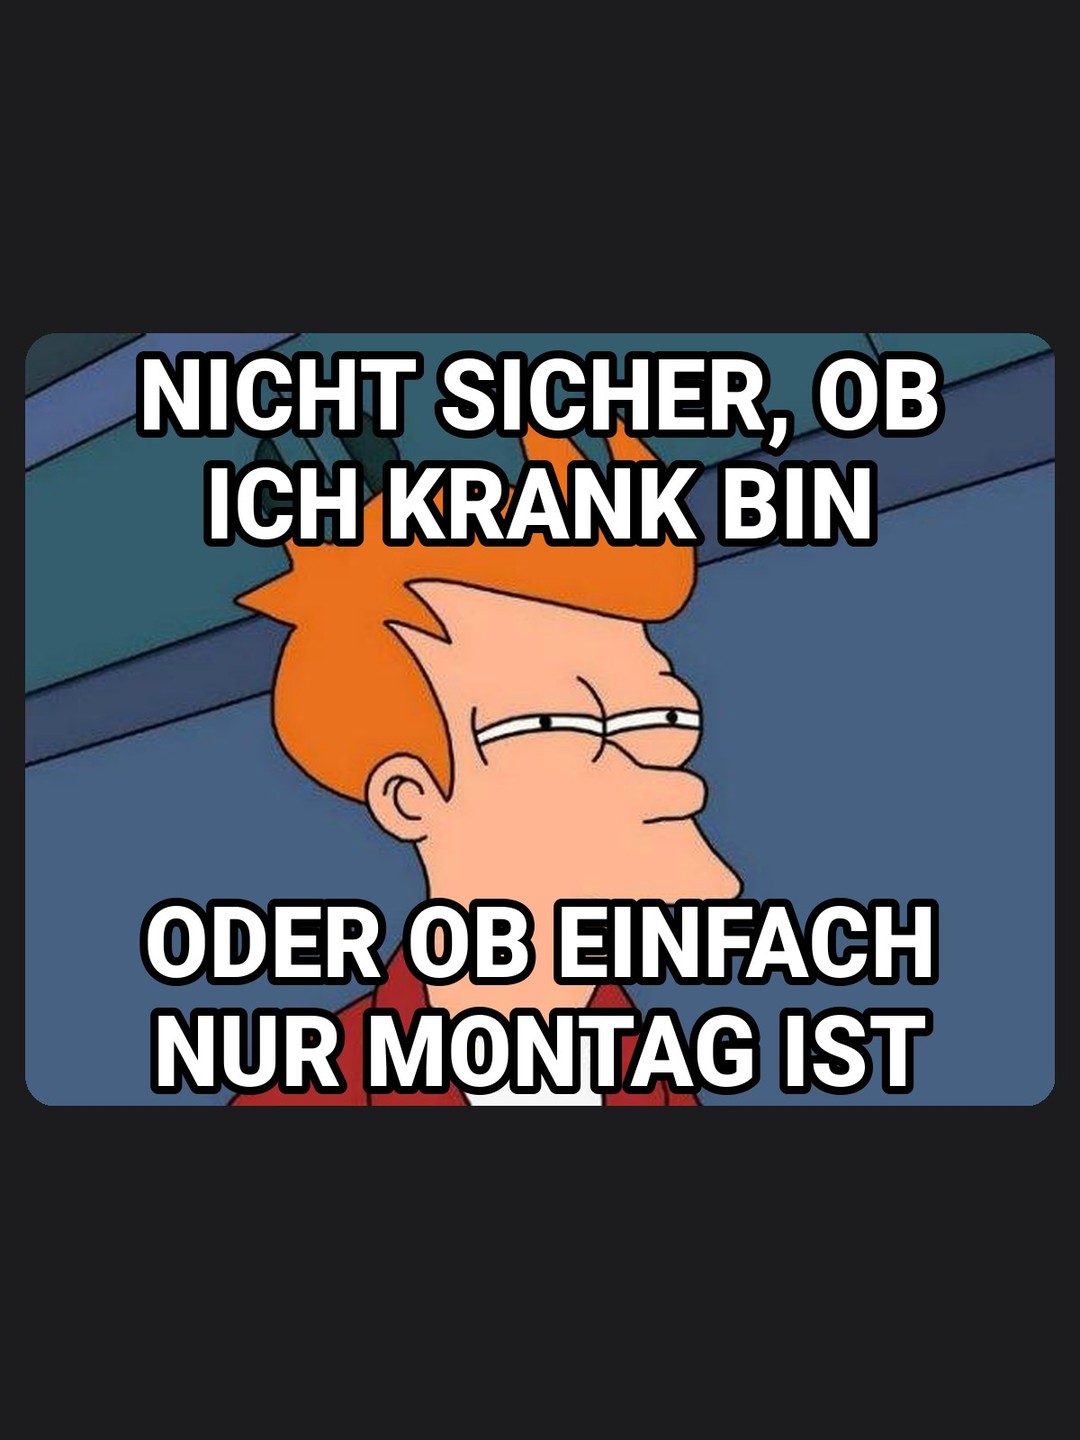 NICHT SICHER, OB
ICH KRANK BIN
ODER OB EINFACH
NUR MONTAG IST